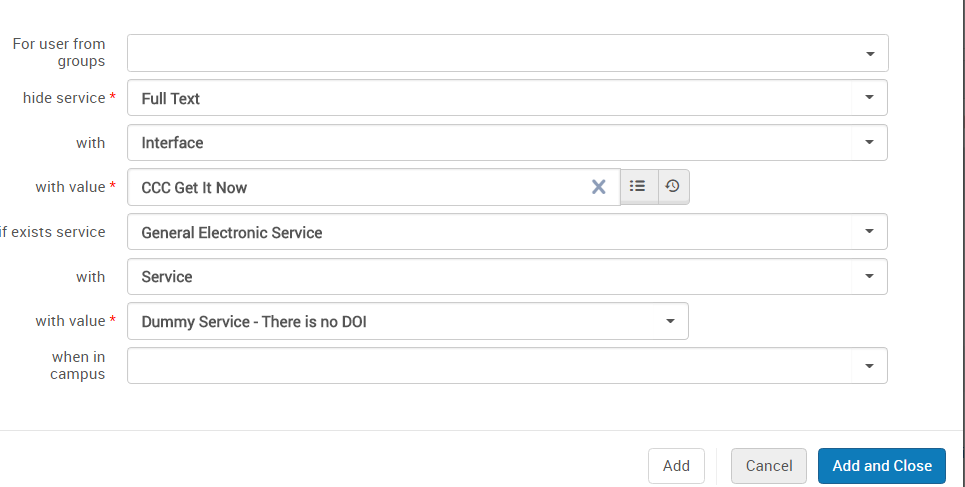 For user from
groups
hide service * Full Text
with Interface
with value * CCC Get It Now
if exists service General Electronic Service
with Service
with value * Dummy Service - There is no DOI
when in
campus
Add Cancel Add and Close